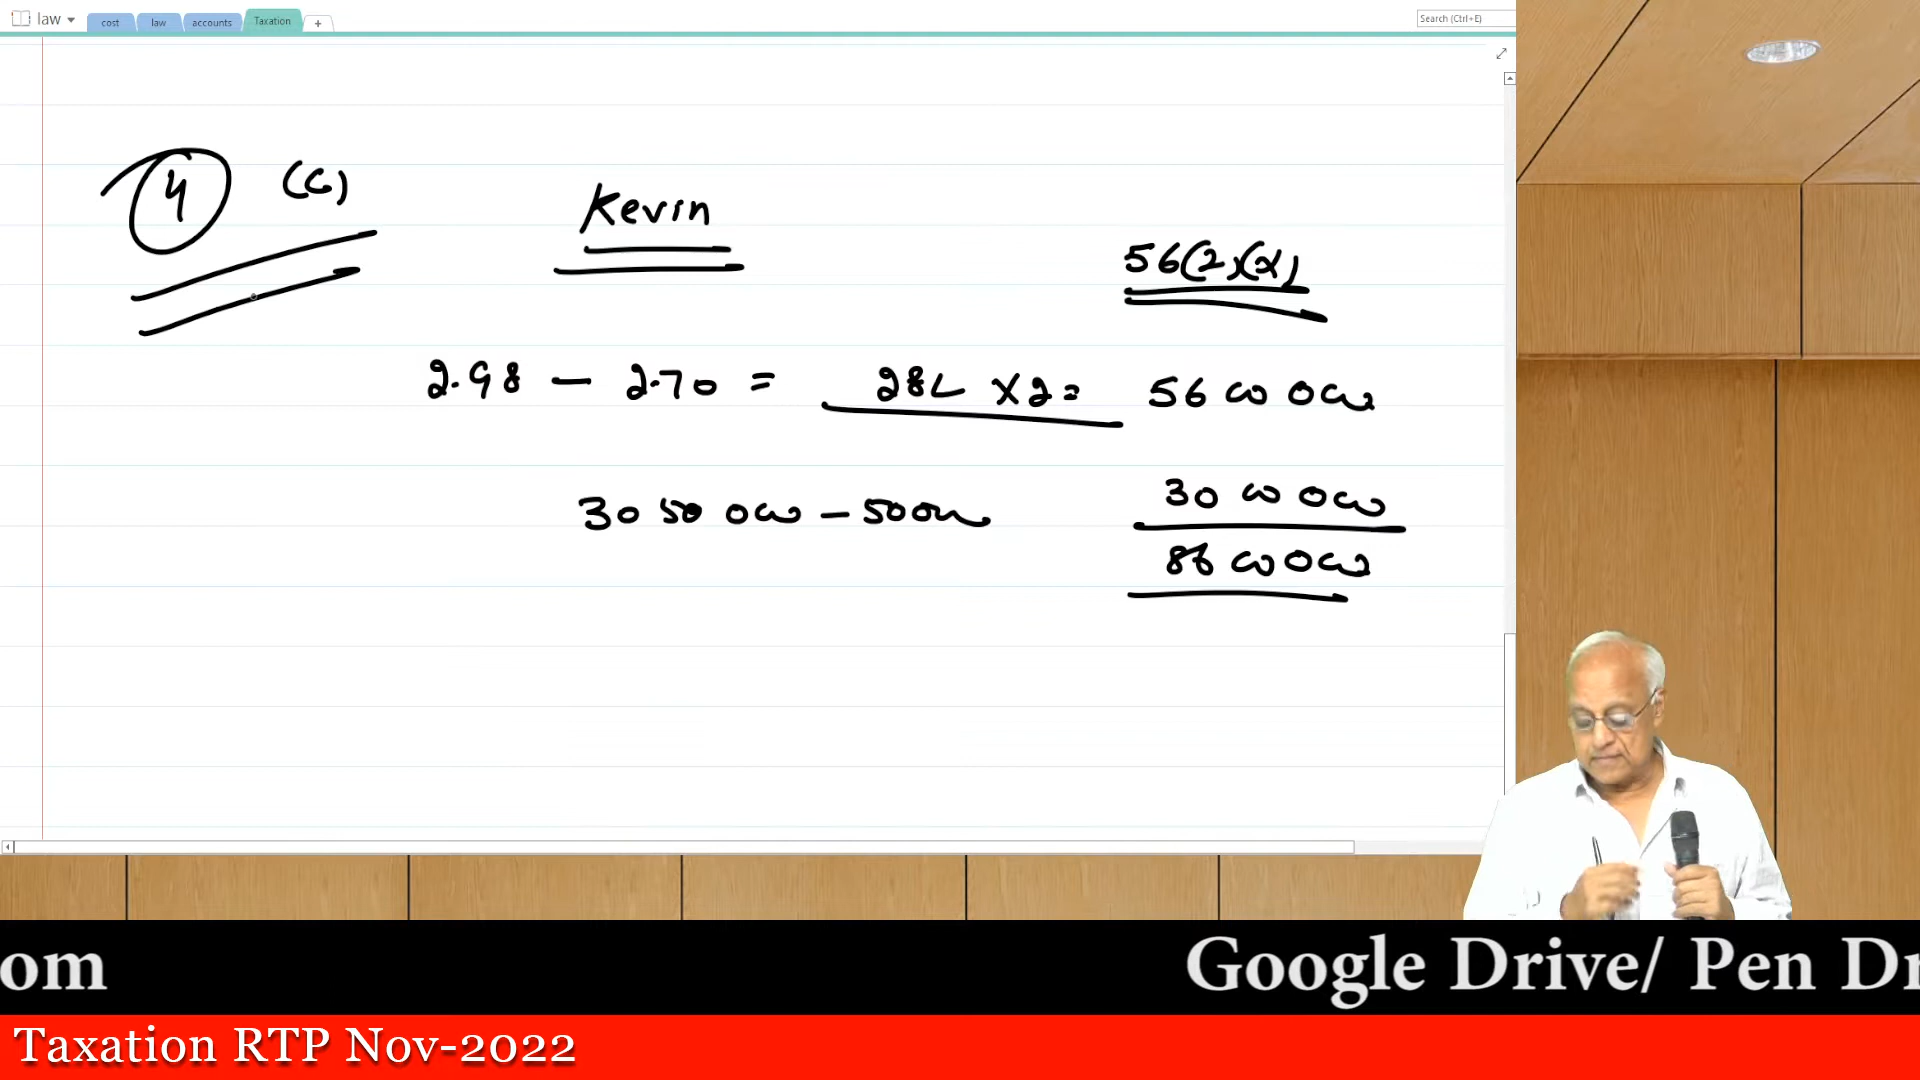 law
cost
law
accounts
Taxation
+
Search (Ctrl+E)
4 (c)
Kevin
56(2)(x)
2.98 - 2.70 = 28L x 2 = 56 00 000
30 50 000 - 50000 30 00 000
86 00 000
om
Google Drive/ Pen Dr
Taxation RTP Nov-2022